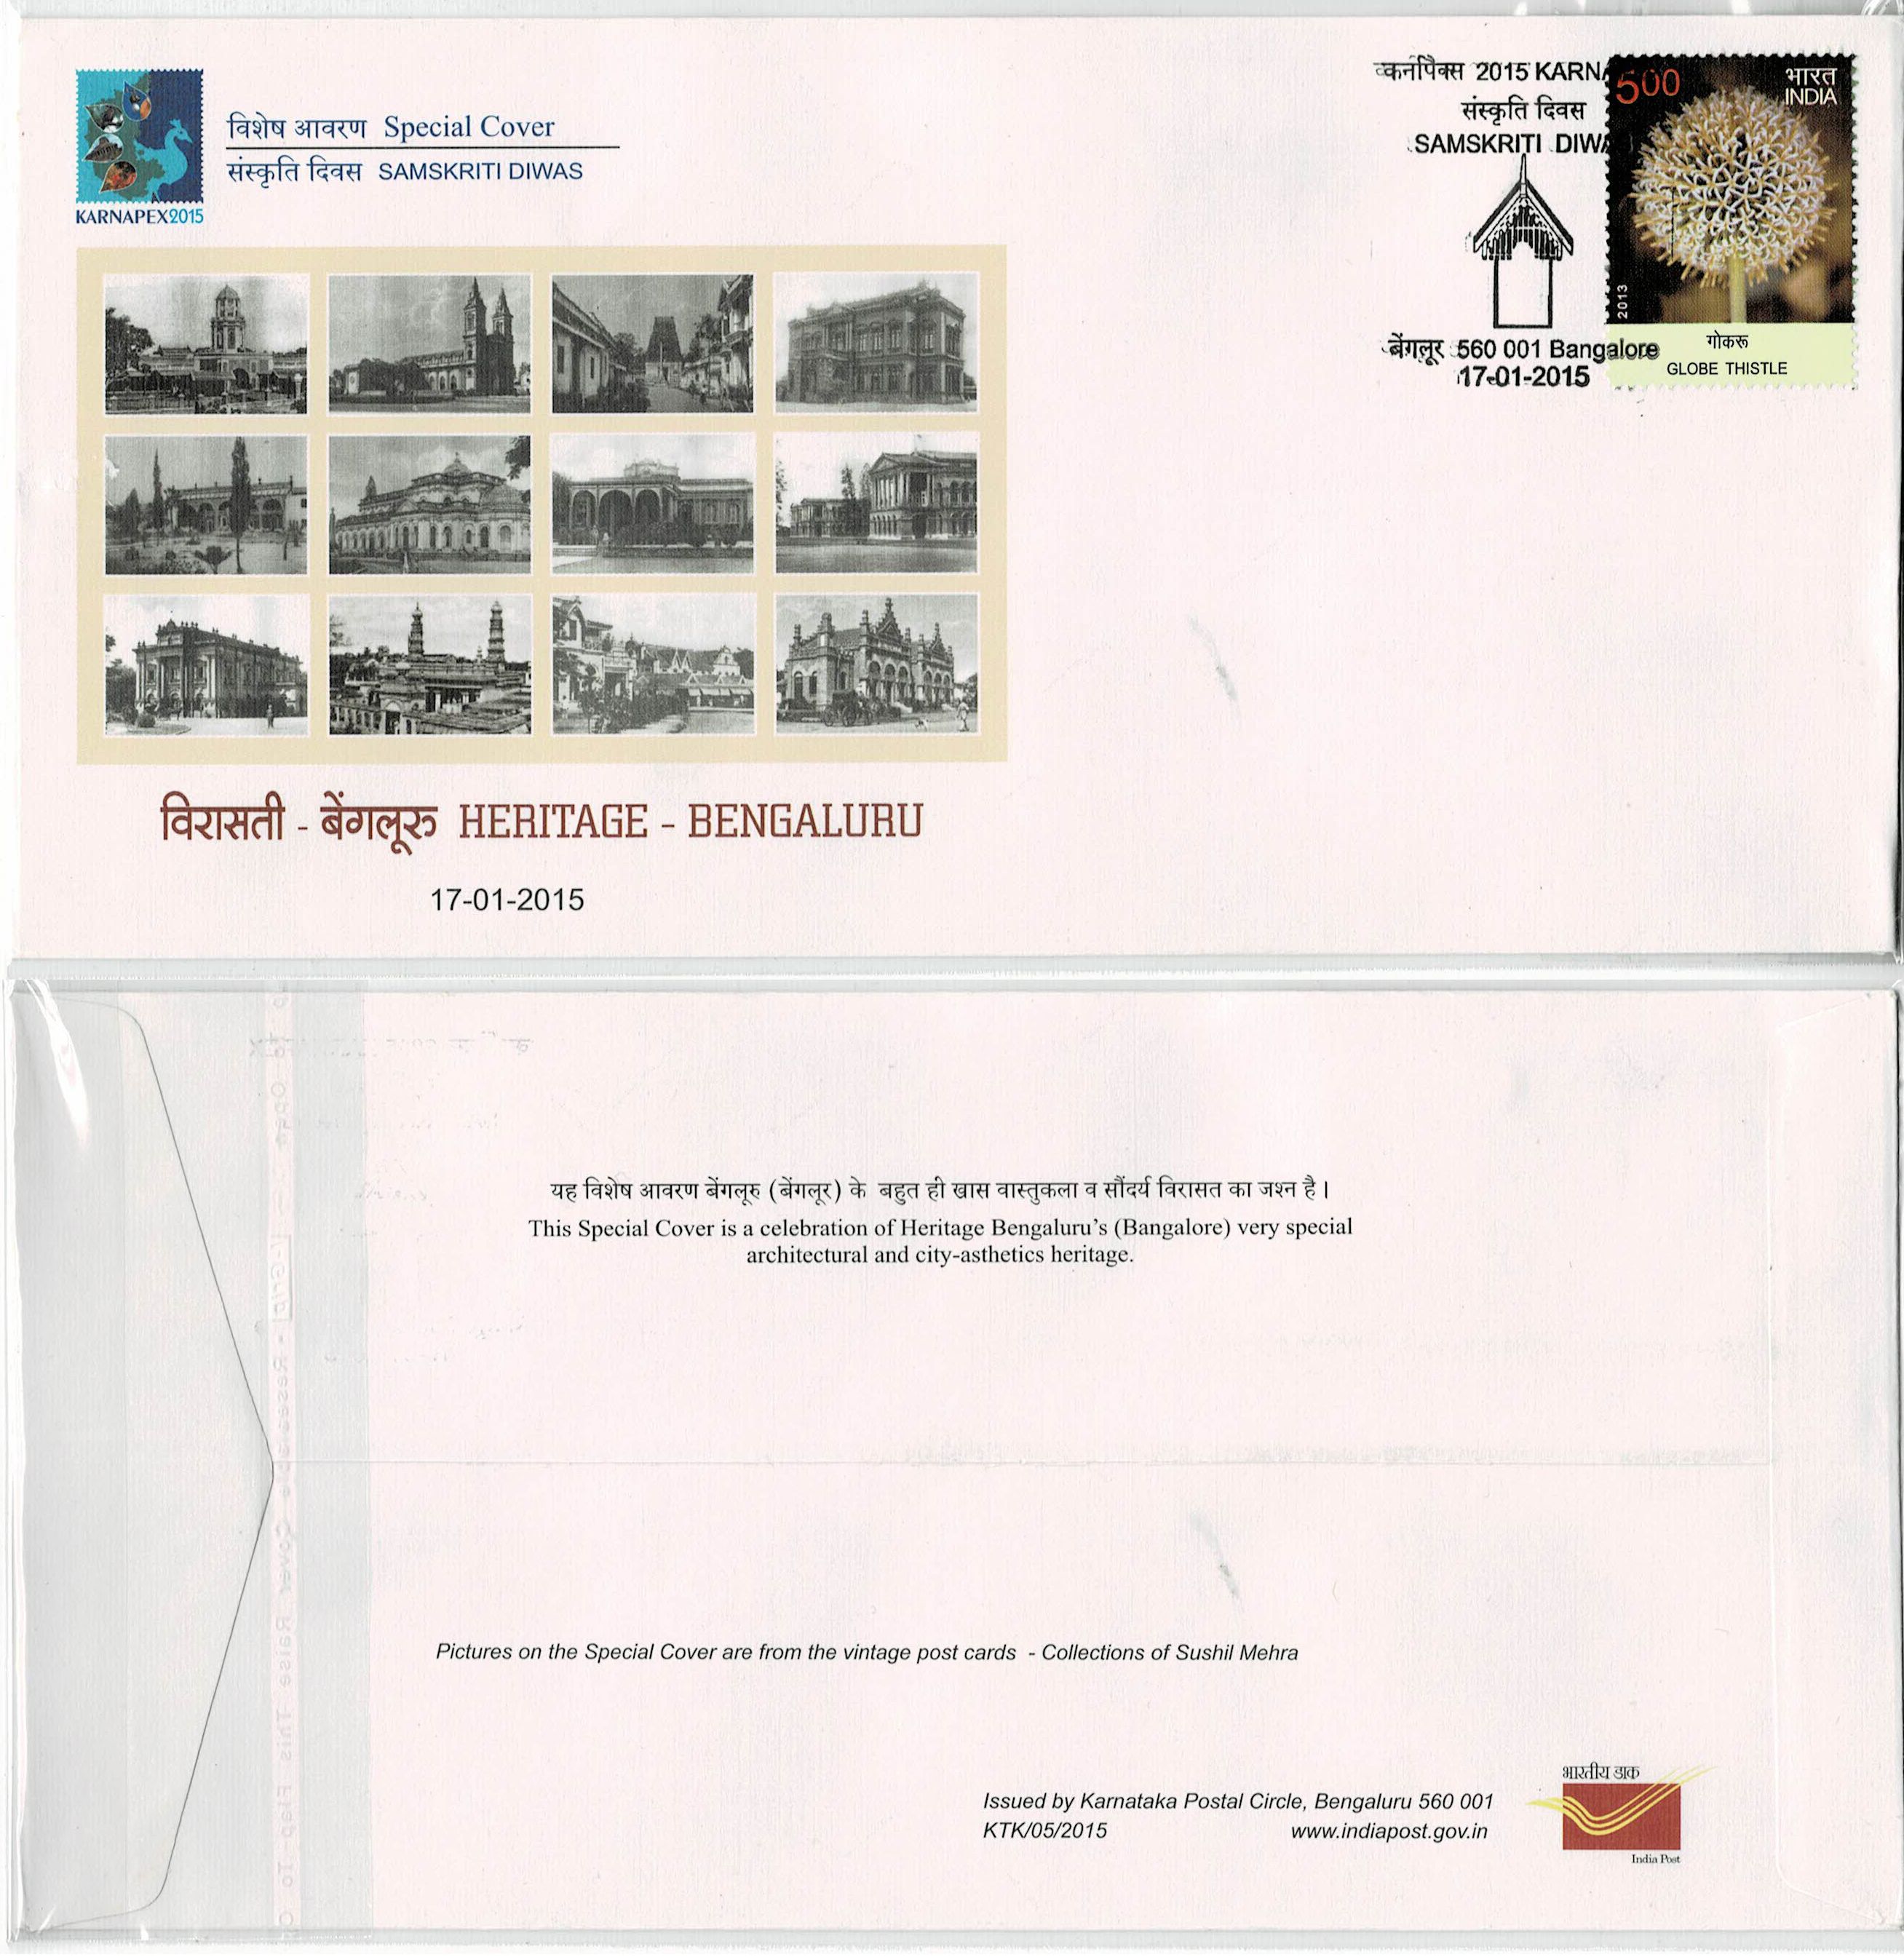 विशेष आवरण Special Cover
संस्कृति दिवस SAMSKRITI DIWAS
KARNAPEX2015
कर्नापैक्स 2015 KARNA
संस्कृति दिवस
SAMSKRITI DIWA
बेंगलूर 560 001 Bangalore
17-01-2015
500
भारत
INDIA
2013
गोकरू
GLOBE THISTLE
विरासती - बेंगलूरु HERITAGE - BENGALURU
17-01-2015
यह विशेष आवरण बेंगलूरु (बेंगलूर) के बहुत ही खास वास्तुकला व सौंदर्य विरासत का जश्न है।
This Special Cover is a celebration of Heritage Bengaluru's (Bangalore) very special
architectural and city-asthetics heritage.
Pictures on the Special Cover are from the vintage post cards - Collections of Sushil Mehra
Issued by Karnataka Postal Circle, Bengaluru 560 001
KTK/05/2015 www.indiapost.gov.in
भारतीय डाक
India Post